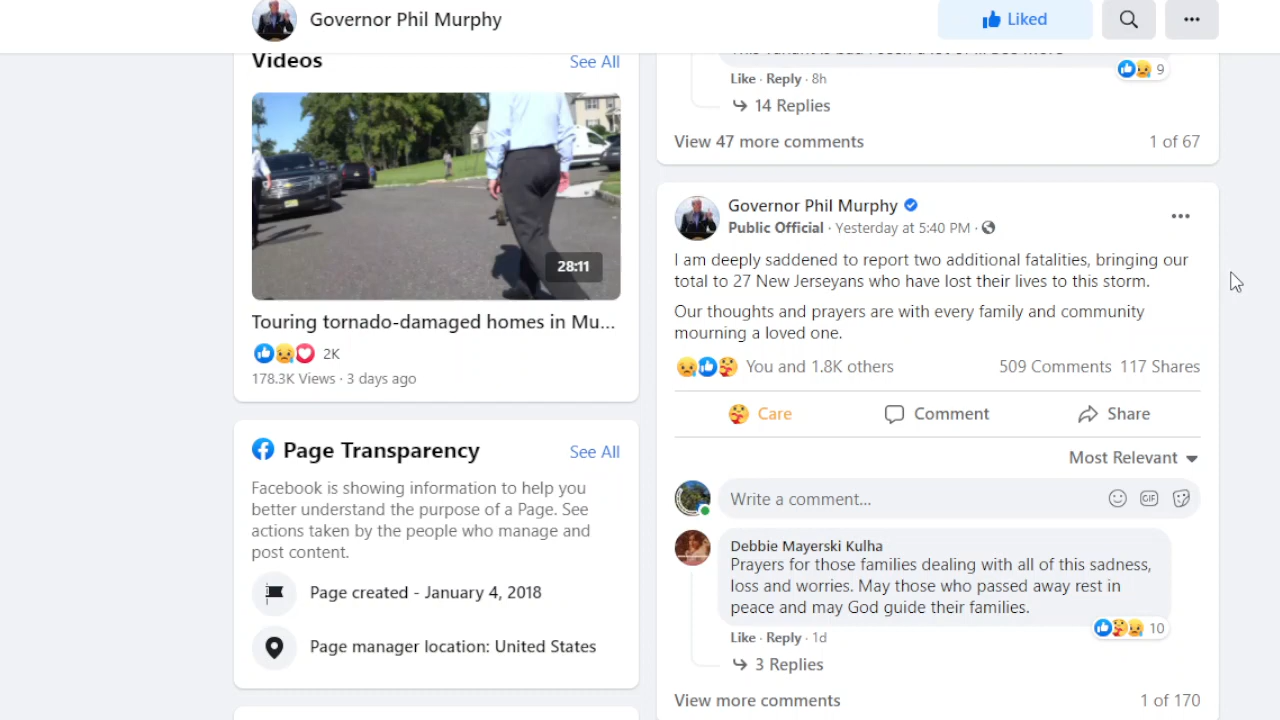 Governor Phil Murphy
Liked
Videos
See All
28:11
Touring tornado-damaged homes in Mu...
2K
178.3K Views · 3 days ago
Page Transparency
See All
Facebook is showing information to help you
better understand the purpose of a Page. See
actions taken by the people who manage and
post content.
Page created - January 4, 2018
Page manager location: United States
9
Like · Reply · 8h
14 Replies
View 47 more comments
1 of 67
Governor Phil Murphy
Public Official · Yesterday at 5:40 PM ·
I am deeply saddened to report two additional fatalities, bringing our
total to 27 New Jerseyans who have lost their lives to this storm.
Our thoughts and prayers are with every family and community
mourning a loved one.
You and 1.8K others
509 Comments 117 Shares
Care
Comment
Share
Most Relevant
Write a comment...
GIF
Debbie Mayerski Kulha
Prayers for those families dealing with all of this sadness,
loss and worries. May those who passed away rest in
peace and may God guide their families.
10
Like · Reply · 1d
3 Replies
View more comments
1 of 170